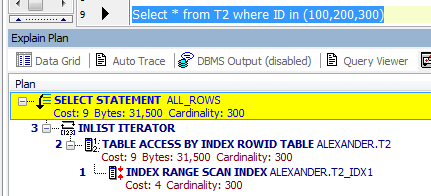 9
Select * from T2 where ID in (100,200,300)
Explain Plan
Data Grid Auto Trace DBMS Output (disabled) Query Viewer
Plan
SELECT STATEMENT ALL_ROWS
Cost: 9 Bytes: 31,500 Cardinality: 300
3 INLIST ITERATOR
2 TABLE ACCESS BY INDEX ROWID TABLE ALEXANDER.T2
Cost: 9 Bytes: 31,500 Cardinality: 300
1 INDEX RANGE SCAN INDEX ALEXANDER.T2_IDX1
Cost: 4 Cardinality: 300